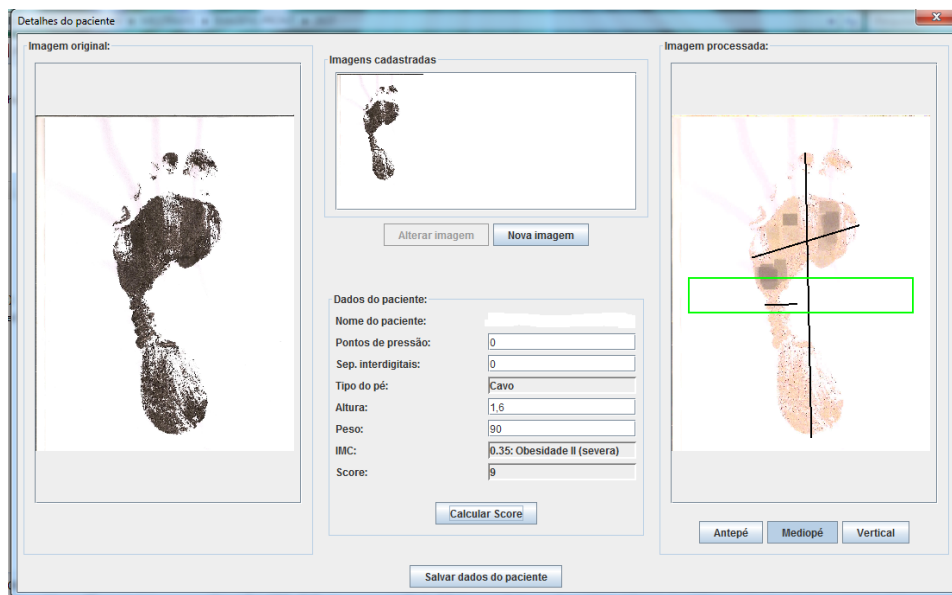 Detalhes do paciente
Imagem original:
Imagens cadastradas
Alterar imagem
Nova imagem
Dados do paciente:
Nome do paciente:
Pontos de pressão: 0
Sep. interdigitais: 0
Tipo do pé: Cavo
Altura: 1,6
Peso: 90
IMC: 0.35: Obesidade II (severa)
Score: 9
Calcular Score
Imagem processada:
Antepé
Mediopé
Vertical
Salvar dados do paciente